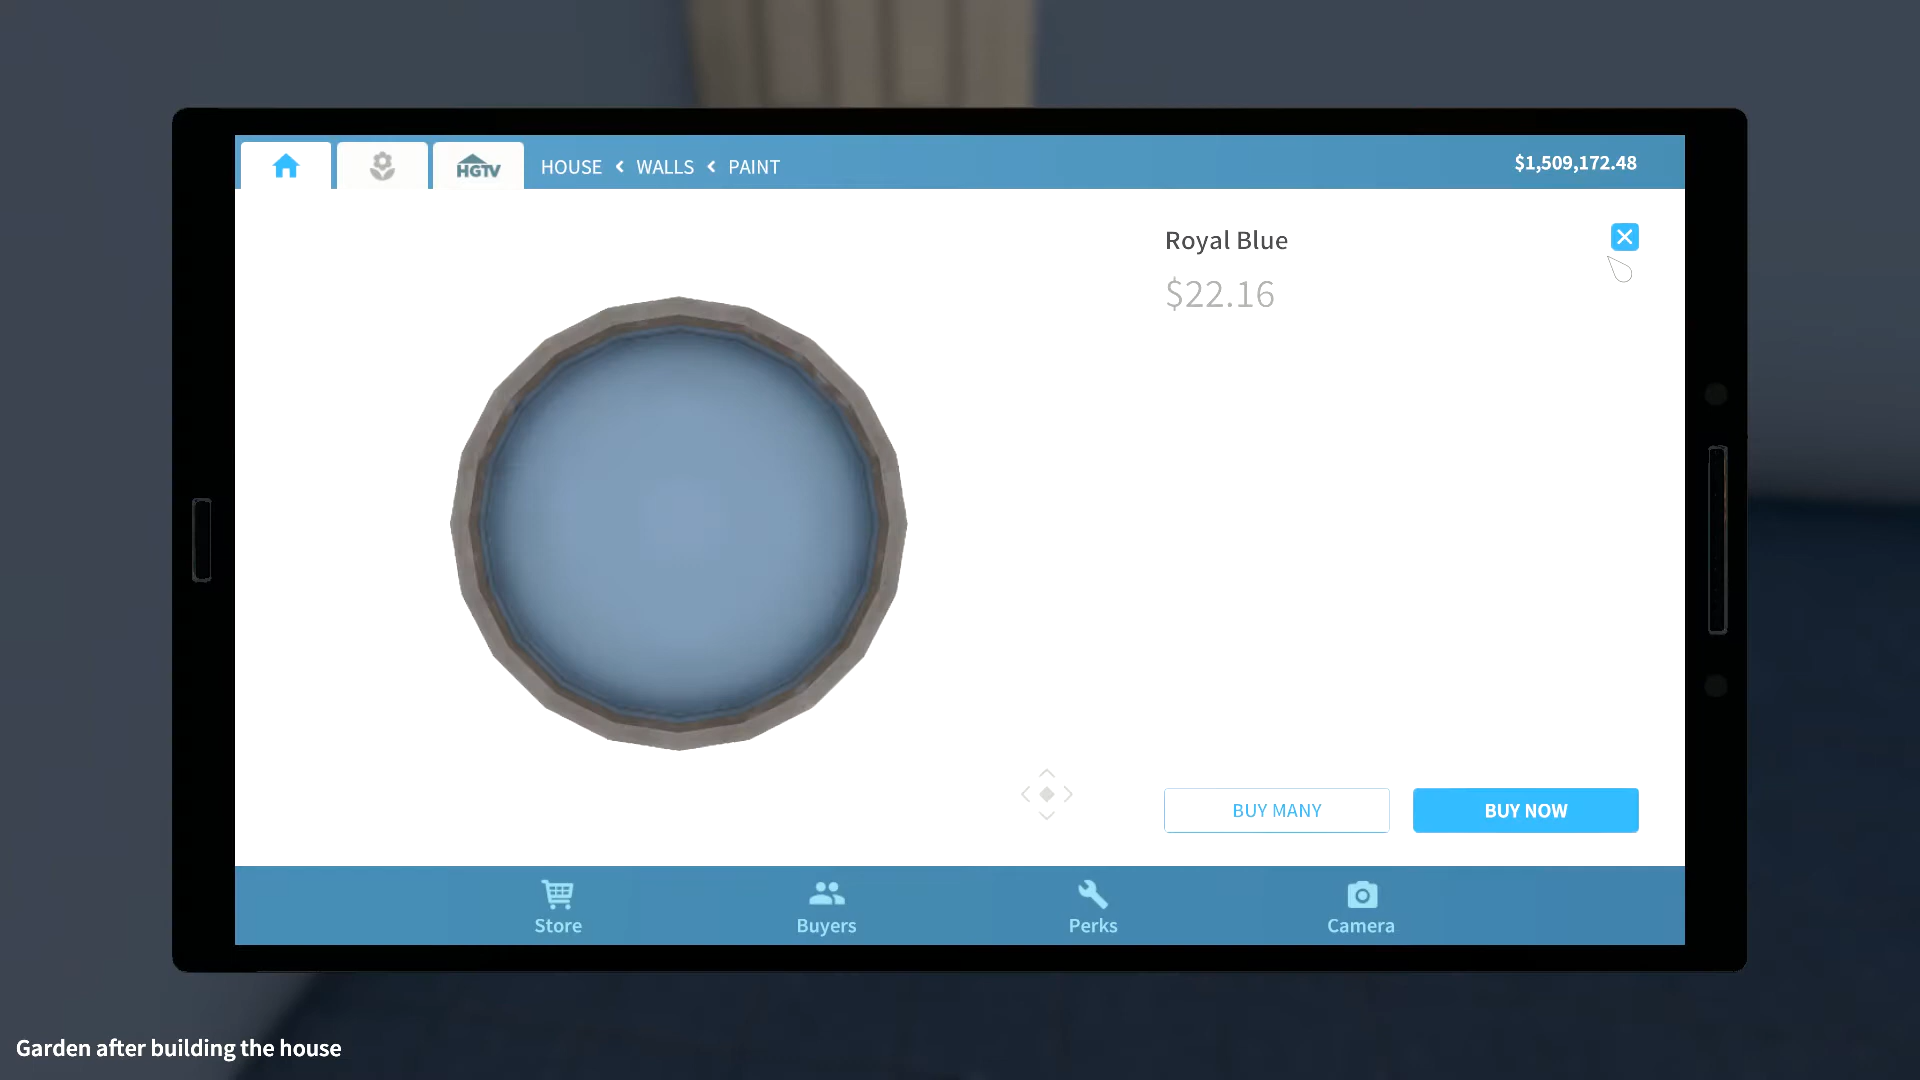 HGTV
HOUSE < WALLS < PAINT
$1,509,172.48
Royal Blue
$22.16
BUY MANY
BUY NOW
Store
Buyers
Perks
Camera
Garden after building the house